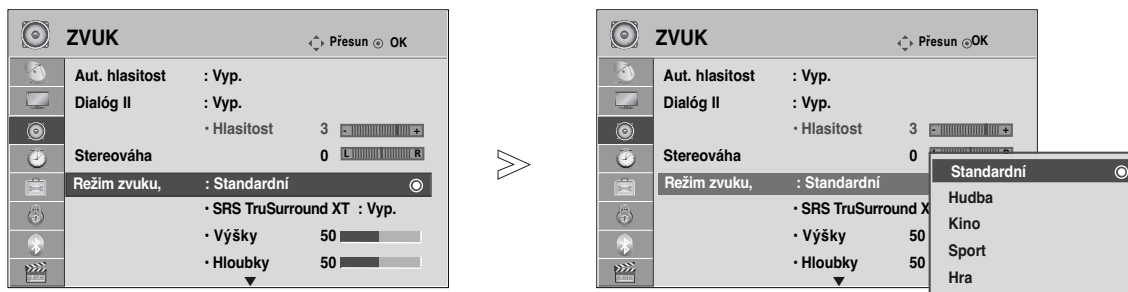 ZVUK Přesun OK
Aut. hlasitost : Vyp.
Dialóg II : Vyp.
• Hlasitost 3 - +
Stereováha 0 L R
Režim zvuku, : Standardní
• SRS TruSurround XT : Vyp.
• Výšky 50
• Hloubky 50
ZVUK Přesun OK
Aut. hlasitost : Vyp.
Dialóg II : Vyp.
• Hlasitost 3 - +
Stereováha 0
Režim zvuku, : Standardní
• SRS TruSurround X
• Výšky 50
• Hloubky 50
Standardní
Hudba
Kino
Sport
Hra